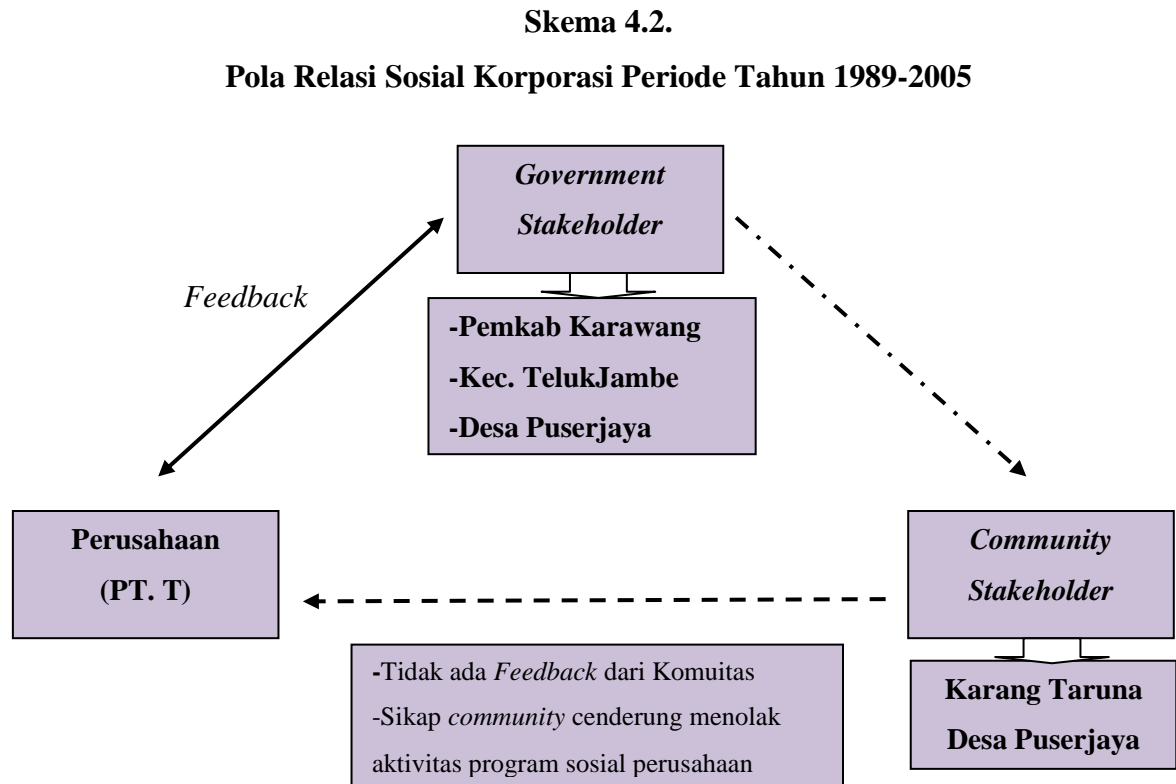 Skema 4.2.
Pola Relasi Sosial Korporasi Periode Tahun 1989-2005
Government
Stakeholder
Feedback
-Pemkab Karawang
-Kec. TelukJambe
-Desa Puserjaya
Perusahaan
(PT. T)
Community
Stakeholder
-Tidak ada Feedback dari Komuitas
-Sikap community cenderung menolak
aktivitas program sosial perusahaan
Karang Taruna
Desa Puserjaya